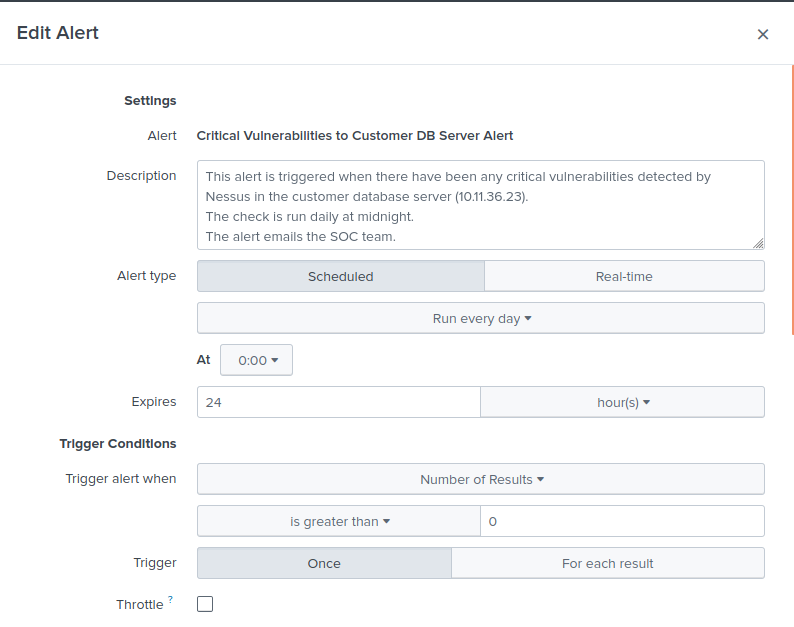 Edit Alert
Settings
Alert Critical Vulnerabilities to Customer DB Server Alert
Description This alert is triggered when there have been any critical vulnerabilities detected by
Nessus in the customer database server (10.11.36.23).
The check is run daily at midnight.
The alert emails the SOC team.
Alert type Scheduled Real-time
Run every day
At 0:00
Expires 24 hour(s)
Trigger Conditions
Trigger alert when Number of Results
is greater than 0
Trigger Once For each result
Throttle ?